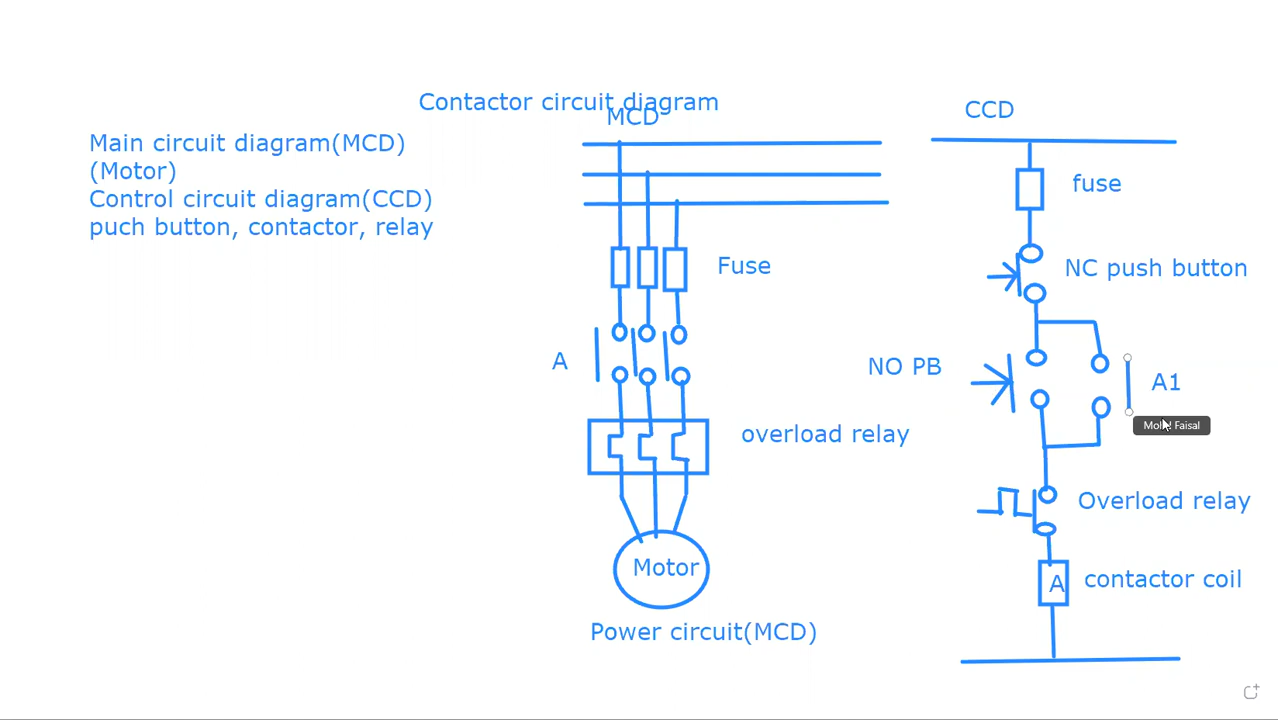 Contactor circuit diagram
MCD
CCD
Main circuit diagram(MCD)
(Motor)
Control circuit diagram(CCD)
puch button, contactor, relay
fuse
Fuse
NC push button
A
NO PB
A1
Faisal
overload relay
Overload relay
Motor
A
contactor coil
Power circuit(MCD)